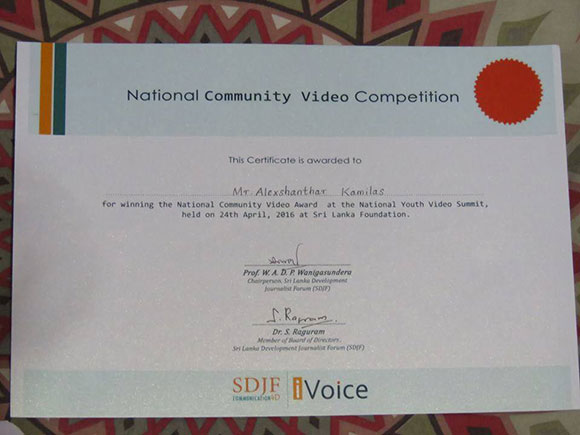 National Community Video Competition
This Certificate is awarded to
Mr. Alexshanthar Kamilas
for winning the National Community Video Award at the National Youth Video Summit,
held on 24th April, 2016 at Sri Lanka Foundation.
Prof. W. A. D. P. Wanigasundera
Chairperson, Sri Lanka Development
Journalist Forum (SDJF)
S. Raguram.
Dr. S. Raguram
Member of Board of Directors,
Sri Lanka Development Journalist Forum (SDJF)
SDJF iVoice
COMMUNICATION4D